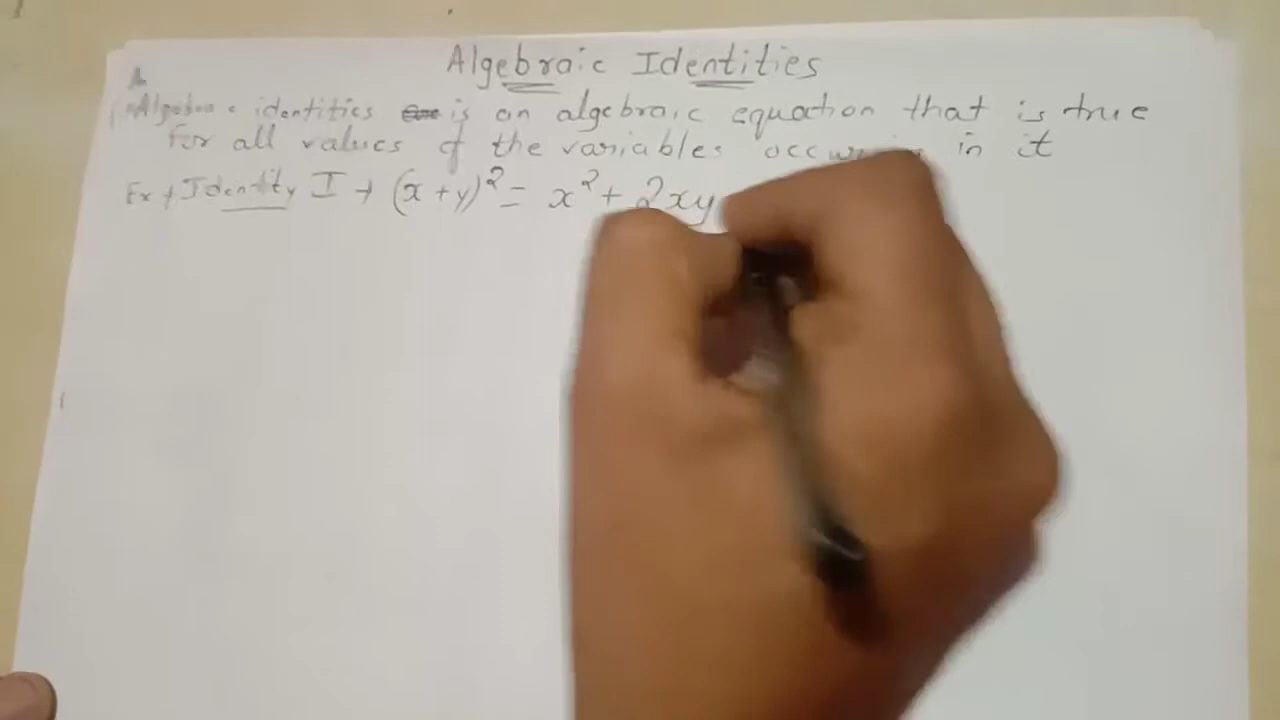 Algebraic Identities
Algebra c identities is an algebraic equation that is true
for all values of the variables in it
Ex → Identity I → (x + y)² = x² + 2xy